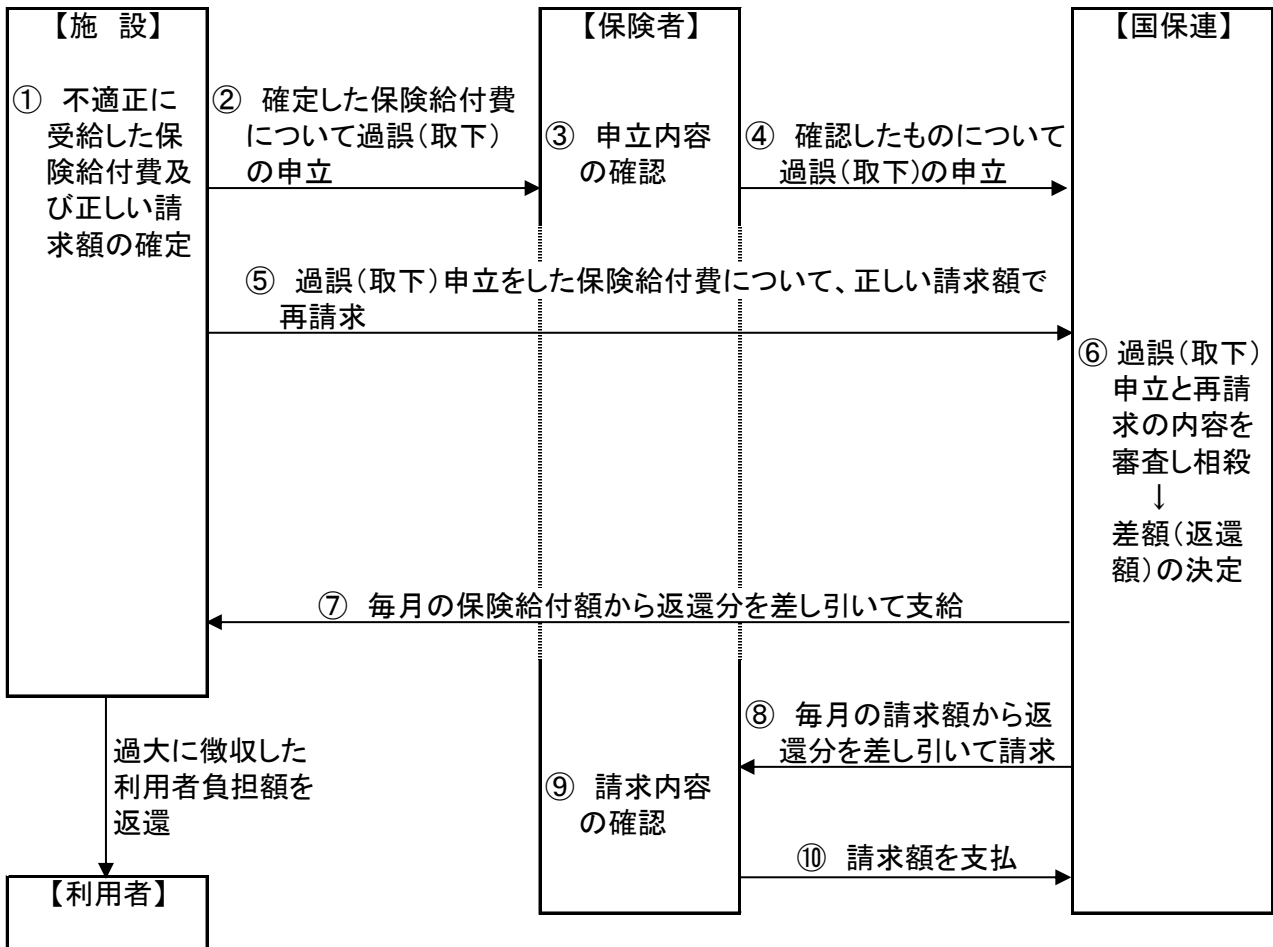 【施　設】
【保険者】
【国保連】
①　不適正に
受給した保
険給付費及
び正しい請
求額の確定
②　確定した保険給付費
について過誤（取下）
の申立
③　申立内容
の確認
④　確認したものについて
過誤（取下）の申立
⑤　過誤（取下）申立をした保険給付費について、正しい請求額で
再請求
⑥ 過誤（取下）
申立と再請
求の内容を
審査し相殺
↓
差額（返還
額）の決定
⑦　毎月の保険給付額から返還分を差し引いて支給
⑧　毎月の請求額から返
還分を差し引いて請求
過大に徴収した
利用者負担額を
返還
⑨　請求内容
の確認
⑩　請求額を支払
【利用者】